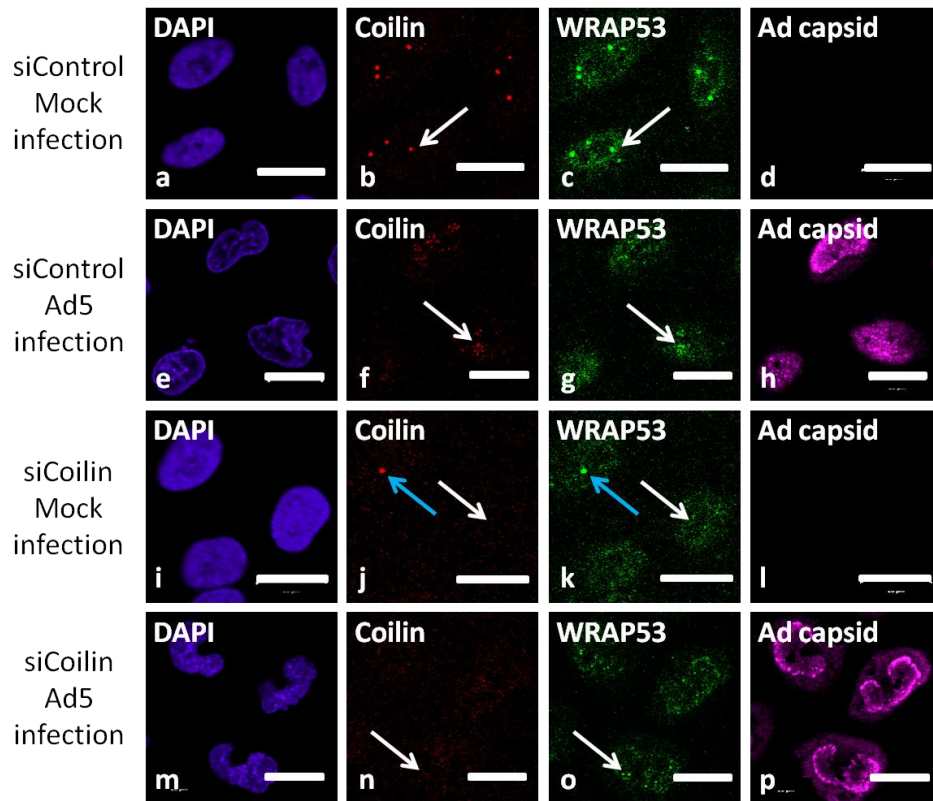 siControl
Mock
infection
DAPI
Coilin
WRAP53
Ad capsid
a
b
c
d
siControl
Ad5
infection
DAPI
Coilin
WRAP53
Ad capsid
e
f
g
h
siCoilin
Mock
infection
DAPI
Coilin
WRAP53
Ad capsid
i
j
k
l
siCoilin
Ad5
infection
DAPI
Coilin
WRAP53
Ad capsid
m
n
o
p